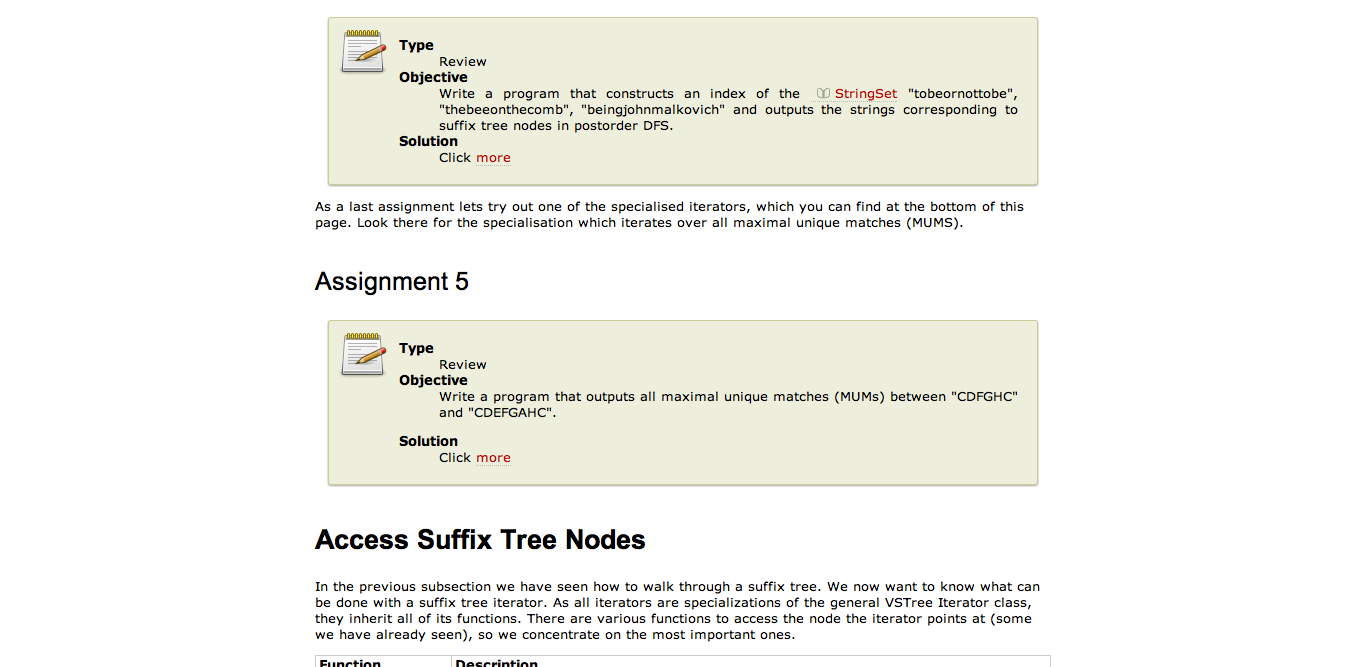 Type
Review
Objective
Write a program that constructs an index of the StringSet "tobeornottobe",
"thebeeonthecomb", "beingjohnmalkovich" and outputs the strings corresponding to
suffix tree nodes in postorder DFS.
Solution
Click more
As a last assignment lets try out one of the specialised iterators, which you can find at the bottom of this
page. Look there for the specialisation which iterates over all maximal unique matches (MUMS).
Assignment 5
Type
Review
Objective
Write a program that outputs all maximal unique matches (MUMs) between "CDFGHC"
and "CDEFGAHC".
Solution
Click more
Access Suffix Tree Nodes
In the previous subsection we have seen how to walk through a suffix tree. We now want to know what can
be done with a suffix tree iterator. As all iterators are specializations of the general VSTree Iterator class,
they inherit all of its functions. There are various functions to access the node the iterator points at (some
we have already seen), so we concentrate on the most important ones.
Function Description